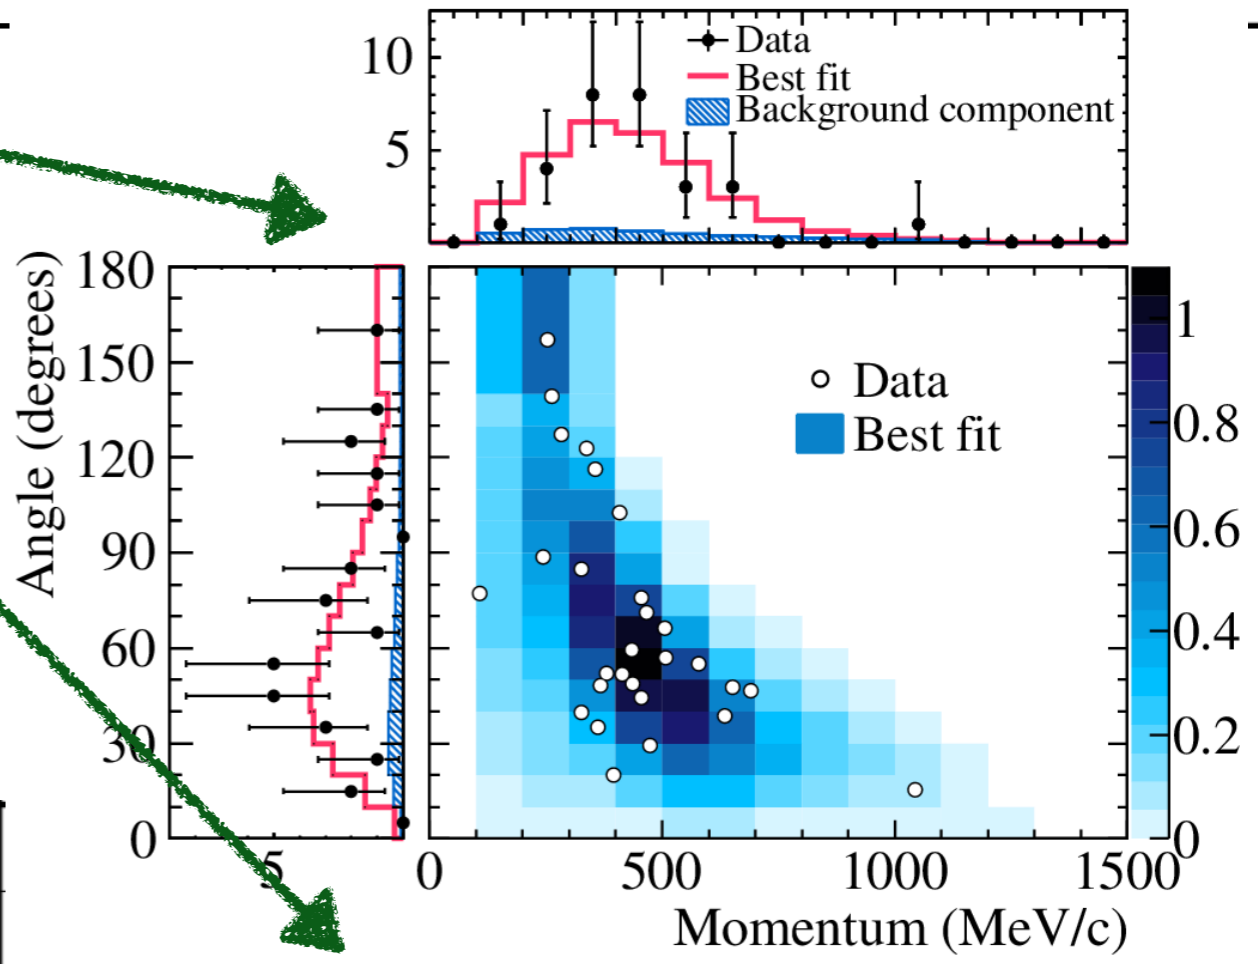 10
5
Data
Best fit
Background component
Angle (degrees)
180
150
120
90
60
30
0
5
Data
Best fit
1
0.8
0.6
0.4
0.2
0
0
500
1000
1500
Momentum (MeV/c)